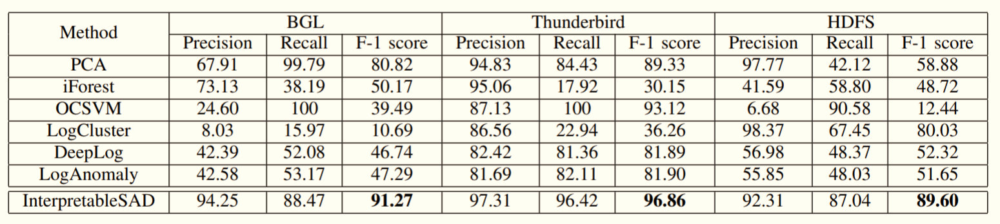 Method BGL Thunderbird HDFS
Precision Recall F-1 score Precision Recall F-1 score Precision Recall F-1 score
PCA 67.91 99.79 80.82 94.83 84.43 89.33 97.77 42.12 58.88
iForest 73.13 38.19 50.17 95.06 17.92 30.15 41.59 58.80 48.72
OCSVM 24.60 100 39.49 87.13 100 93.12 6.68 90.58 12.44
LogCluster 8.03 15.97 10.69 86.56 22.94 36.26 98.37 67.45 80.03
DeepLog 42.39 52.08 46.74 82.42 81.36 81.89 56.98 48.37 52.32
LogAnomaly 42.58 53.17 47.29 81.69 82.11 81.90 55.85 48.03 51.65
InterpretableSAD 94.25 88.47 91.27 97.31 96.42 96.86 92.31 87.04 89.60